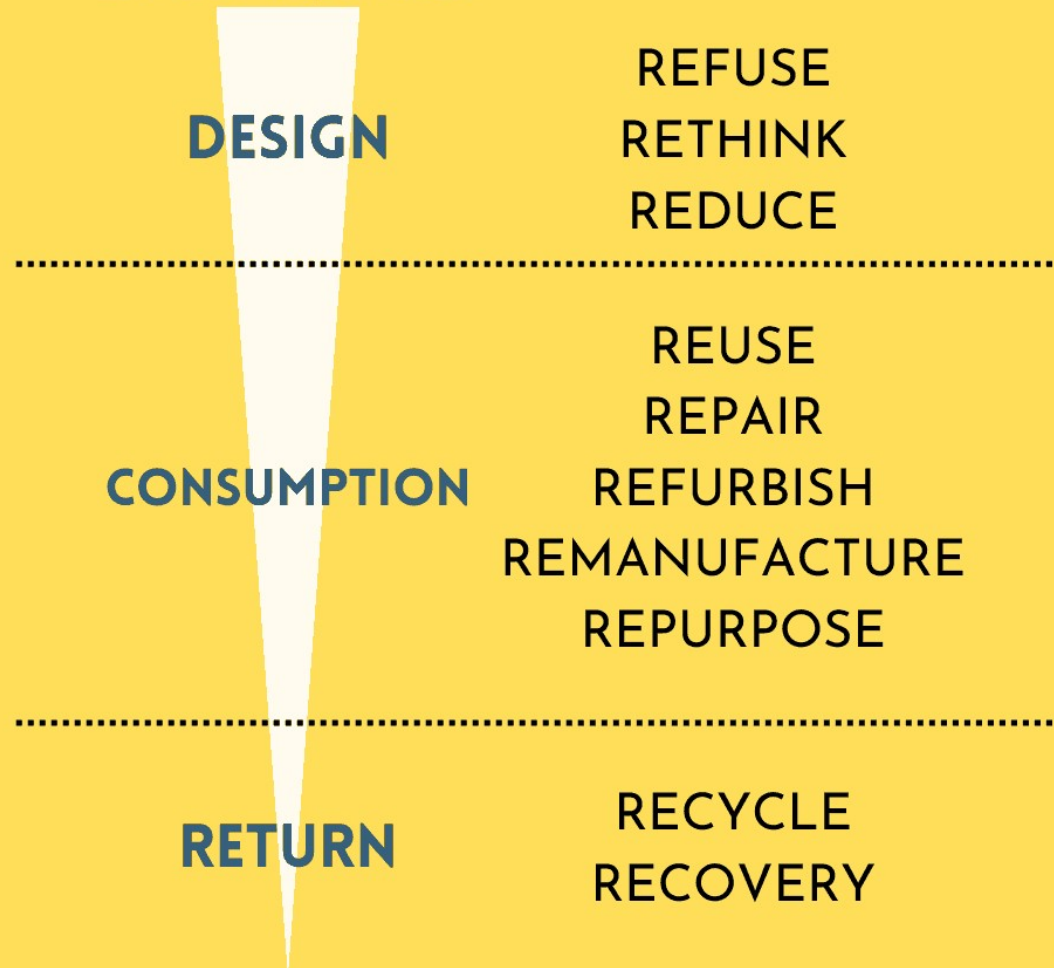 DESIGN
REFUSE
RETHINK
REDUCE
CONSUMPTION
REUSE
REPAIR
REFURBISH
REMANUFACTURE
REPURPOSE
RETURN
RECYCLE
RECOVERY